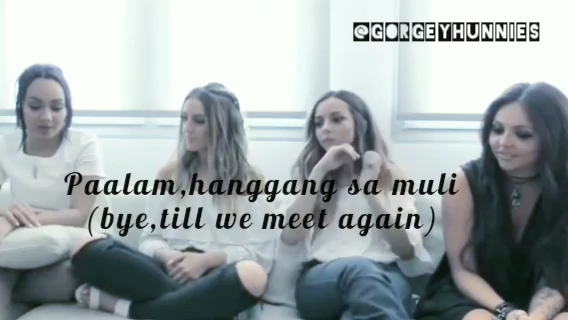 @GORGEYHUNNIES
Paalam,hanggang sa muli
(bye,till we meet again)